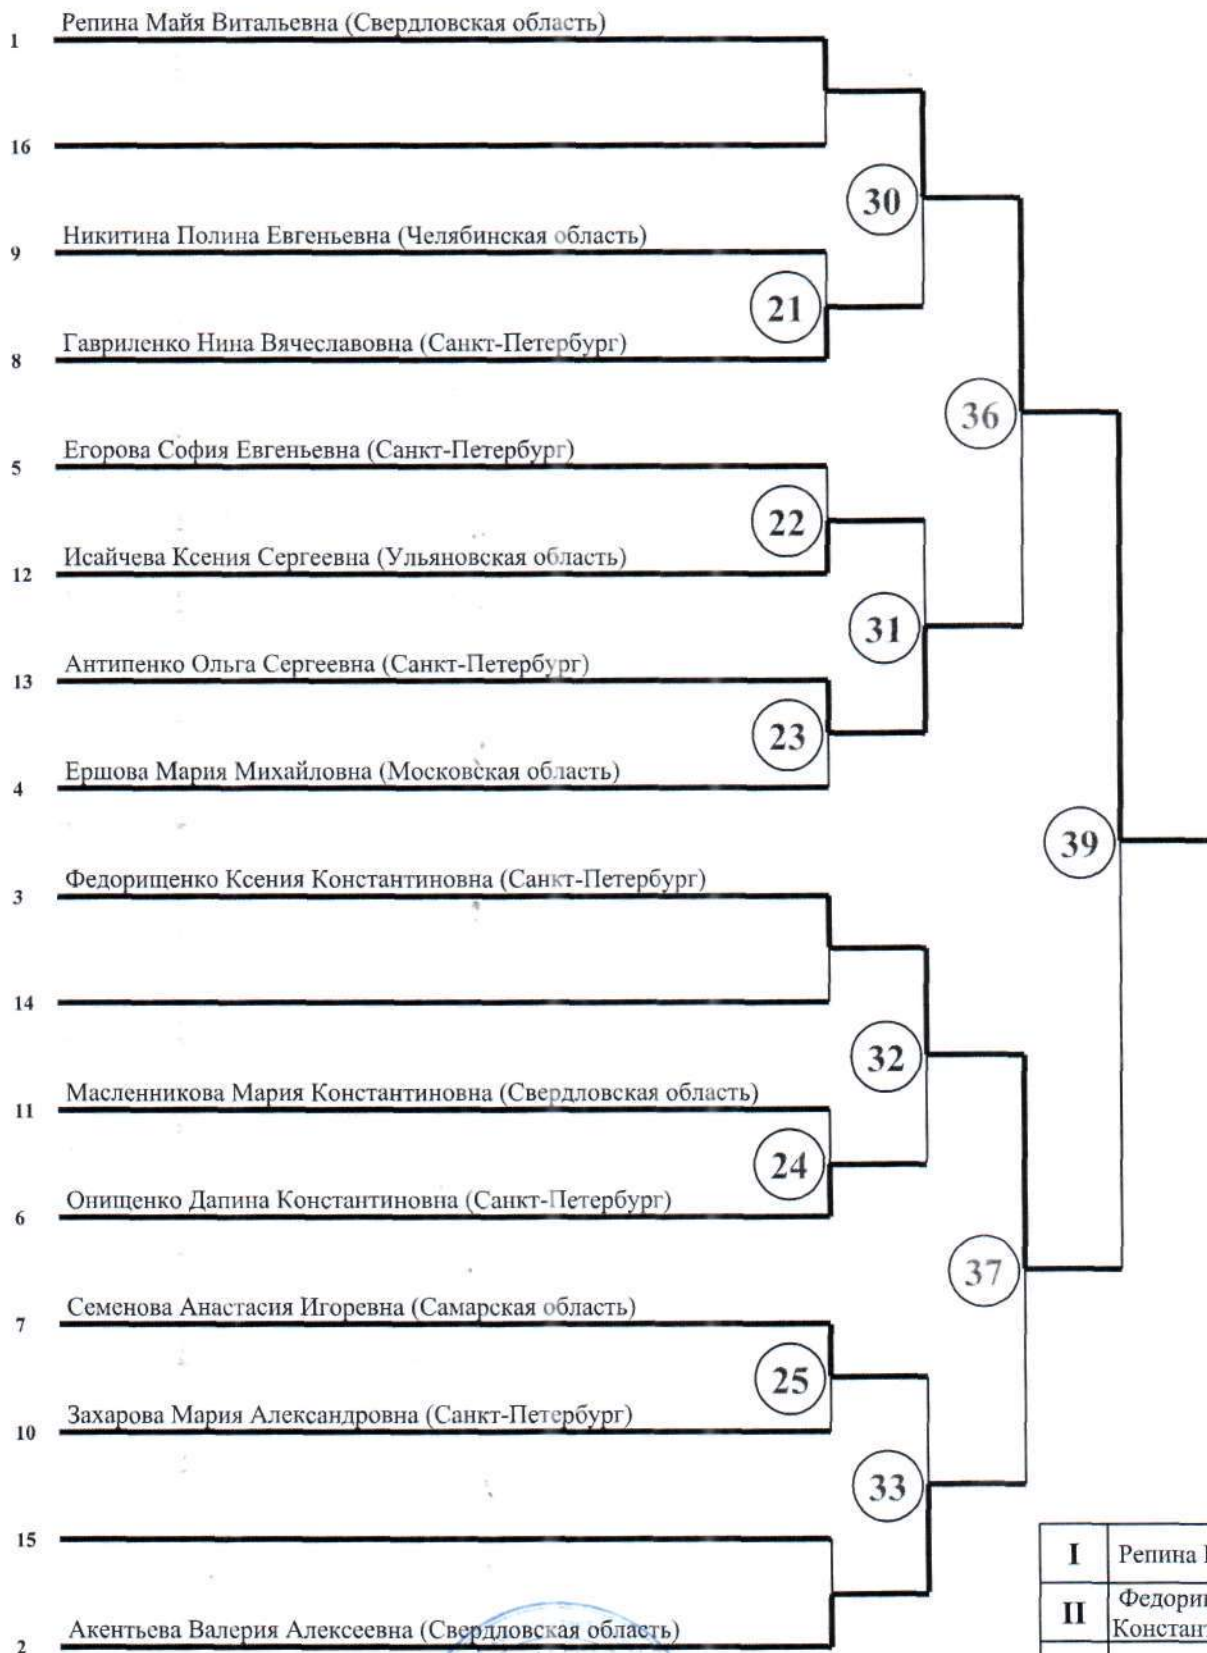 Репина Майя Витальевна (Свердловская область)
1
16
30
Никитина Полина Евгеньевна (Челябинская область)
9
21
Гавриленко Нина Вячеславовна (Санкт-Петербург)
8
36
Егорова София Евгеньевна (Санкт-Петербург)
5
22
Исайчева Ксения Сергеевна (Ульяновская область)
12
31
Антипенко Ольга Сергеевна (Санкт-Петербург)
13
23
Ершова Мария Михайловна (Московская область)
4
39
Федорищенко Ксения Константиновна (Санкт-Петербург)
3
14
32
Масленникова Мария Константиновна (Свердловская область)
11
24
Онищенко Дапина Константиновна (Санкт-Петербург)
6
37
Семенова Анастасия Игоревна (Самарская область)
7
25
Захарова Мария Александровна (Санкт-Петербург)
10
33
15
I Репина
II Федори
Констант
Акентьева Валерия Алексеевна (Свердловская область)
2